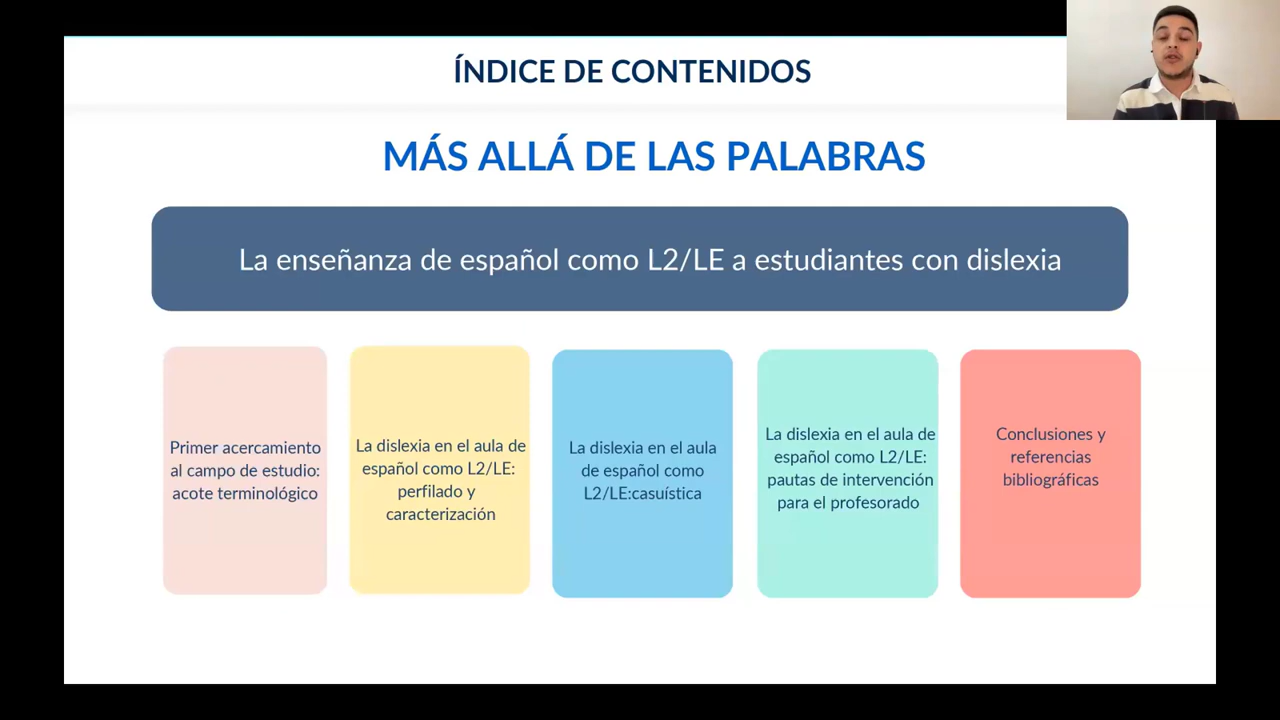 ÍNDICE DE CONTENIDOS
MÁS ALLÁ DE LAS PALABRAS
La enseñanza de español como L2/LE a estudiantes con dislexia
Primer acercamiento
al campo de estudio:
acote terminológico
La dislexia en el aula de
español como L2/LE:
perfilado y
caracterización
La dislexia en el aula
de español como
L2/LE:casuística
La dislexia en el aula de
español como L2/LE:
pautas de intervención
para el profesorado
Conclusiones y
referencias
bibliográficas